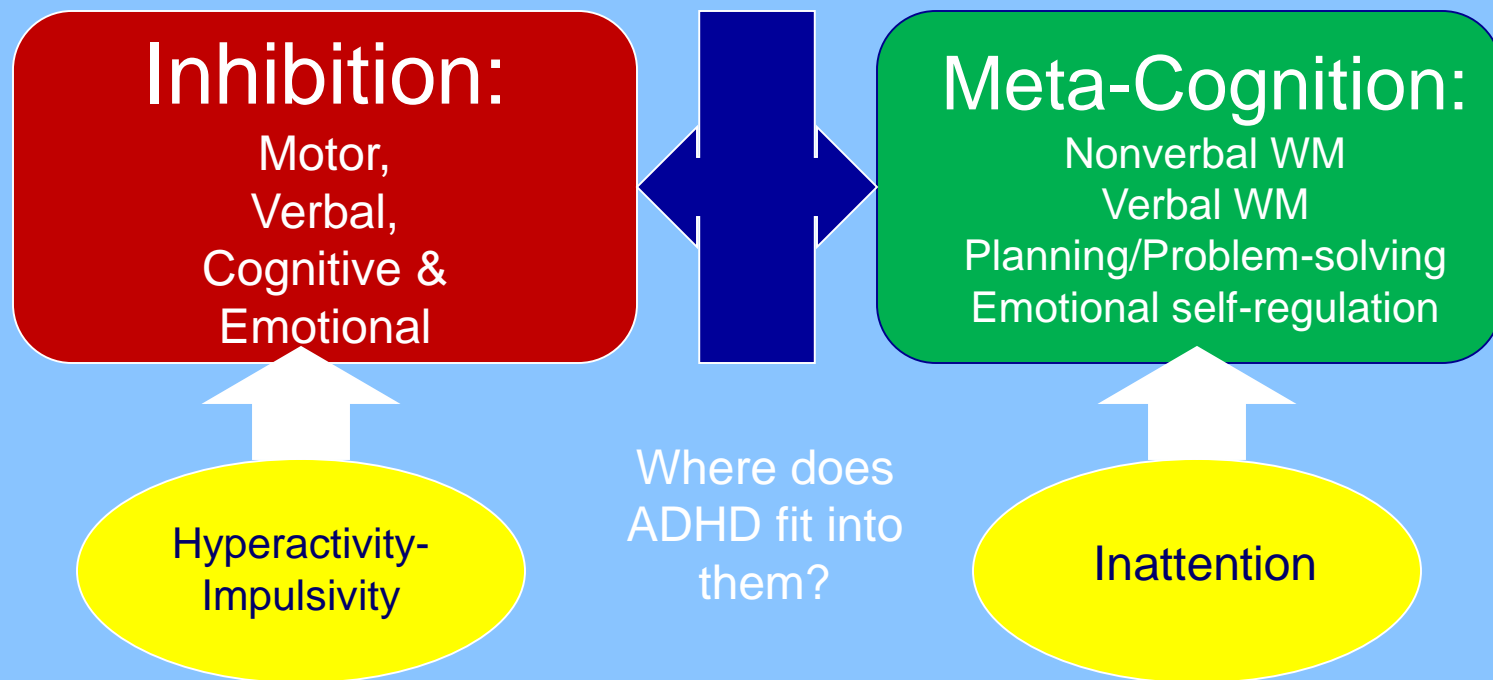 Inhibition:
Motor,
Verbal,
Cognitive &
Emotional
Meta-Cognition:
Nonverbal WM
Verbal WM
Planning/Problem-solving
Emotional self-regulation
Hyperactivity-
Impulsivity
Where does
ADHD fit into
them?
Inattention